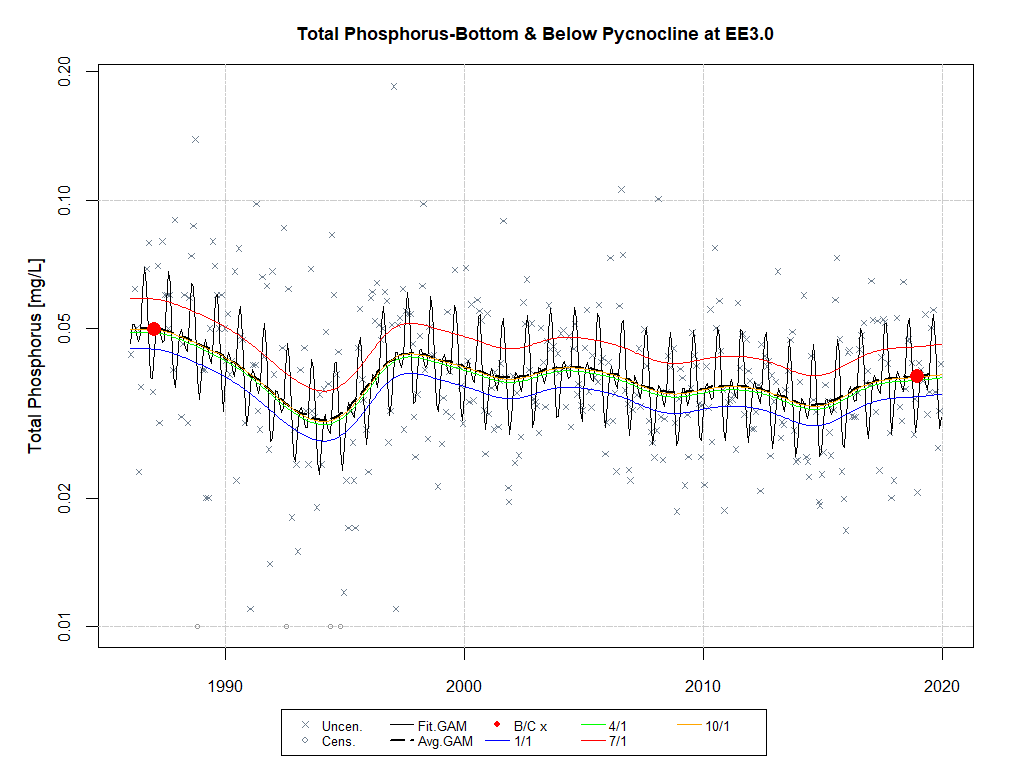 Total Phosphorus-Bottom & Below Pycnocline at EE3.0
Total Phosphorus [mg/L]
0.20
0.10
0.05
0.02
0.01
1990 2000 2010 2020
Uncen. Fit.GAM B/C x 4/1 10/1
Cens. Avg.GAM 1/1 7/1